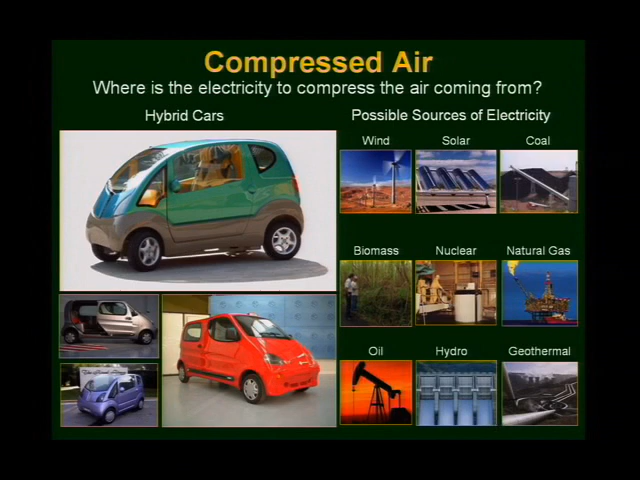 Compressed Air
Where is the electricity to compress the air coming from?
Hybrid Cars
Possible Sources of Electricity
Wind Solar Coal
Biomass Nuclear Natural Gas
Oil Hydro Geothermal